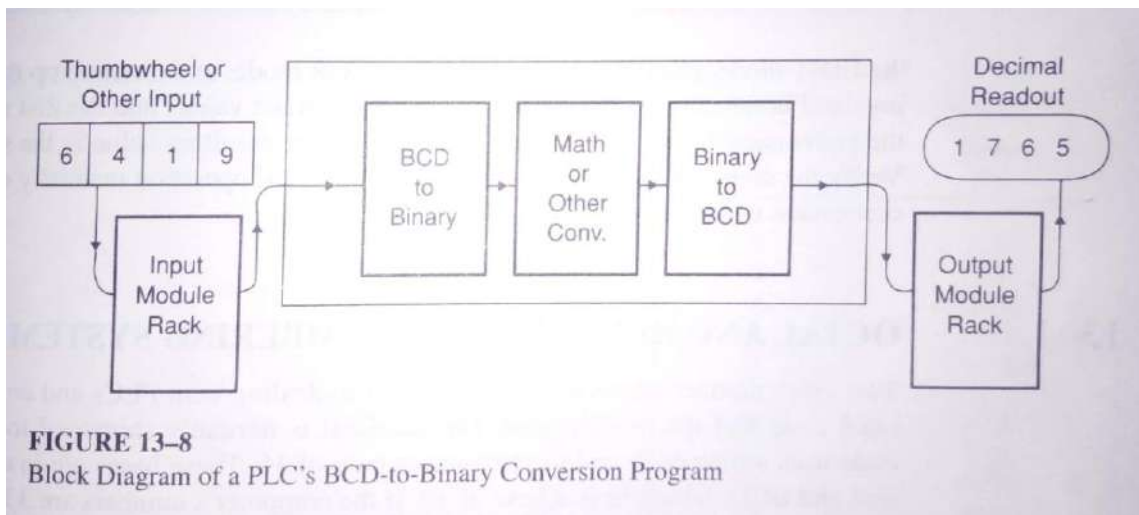 Thumbwheel or
Other Input
6 4 1 9
Input
Module
Rack
BCD
to
Binary
Math
or
Other
Conv.
Binary
to
BCD
Decimal
Readout
1 7 6 5
Output
Module
Rack
FIGURE 13–8
Block Diagram of a PLC's BCD-to-Binary Conversion Program